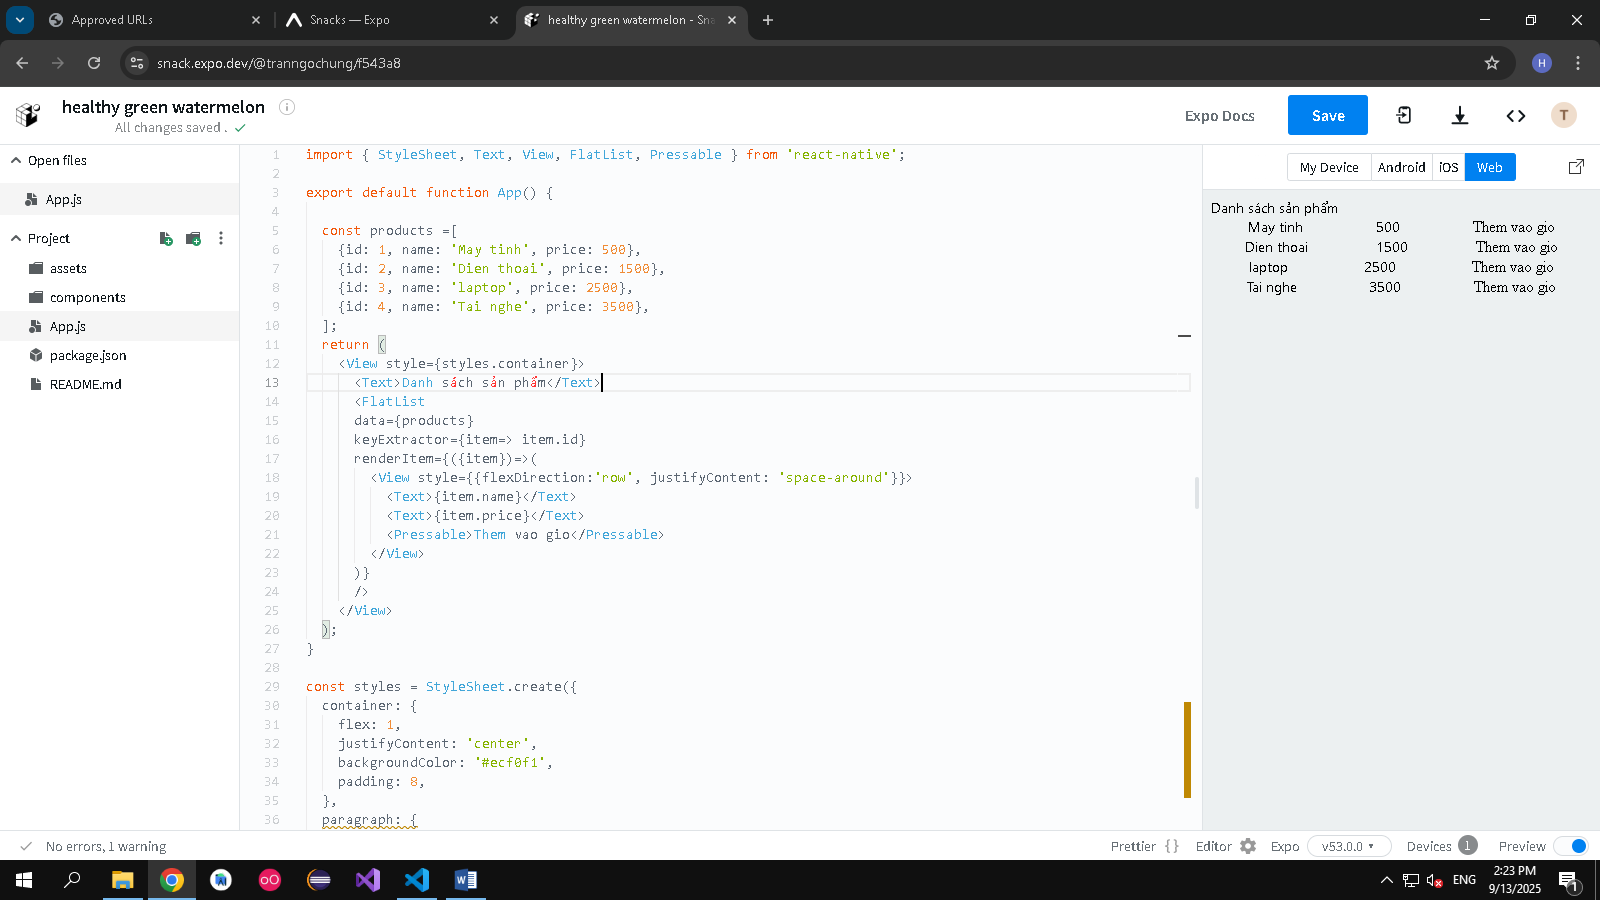 Approved URLs
Snacks — Expo
healthy green watermelon - Sna
snack.expo.dev/@tranngochung/f543a8
H
healthy green watermelon
All changes saved .
Expo Docs
Save
T
Open files
App.js
Project
assets
components
App.js
package.json
README.md
1 import { StyleSheet, Text, View, FlatList, Pressable } from 'react-native';
2
3 export default function App() {
4
5 const products =[
6 {id: 1, name: 'May tinh', price: 500},
7 {id: 2, name: 'Dien thoai', price: 1500},
8 {id: 3, name: 'laptop', price: 2500},
9 {id: 4, name: 'Tai nghe', price: 3500},
10 ];
11 return (
12 <View style={styles.container}>
13 <Text>Danh sách sản phẩm</Text>
14 <FlatList
15 data={products}
16 keyExtractor={item=> item.id}
17 renderItem={({item})=>(
18 <View style={{flexDirection:'row', justifyContent: 'space-around'}}>
19 <Text>{item.name}</Text>
20 <Text>{item.price}</Text>
21 <Pressable>Them vao gio</Pressable>
22 </View>
23 )}
24 />
25 </View>
26 );
27 }
28
29 const styles = StyleSheet.create({
30 container: {
31 flex: 1,
32 justifyContent: 'center',
33 backgroundColor: '#ecf0f1',
34 padding: 8,
35 },
36 paragraph: {
My Device Android iOS Web
Danh sách sản phẩm
May tinh 500 Them vao gio
Dien thoai 1500 Them vao gio
laptop 2500 Them vao gio
Tai nghe 3500 Them vao gio
No errors, 1 warning
Prettier {} Editor Expo v53.0.0 Devices 1 Preview
ENG
2:23 PM
9/13/2025
1